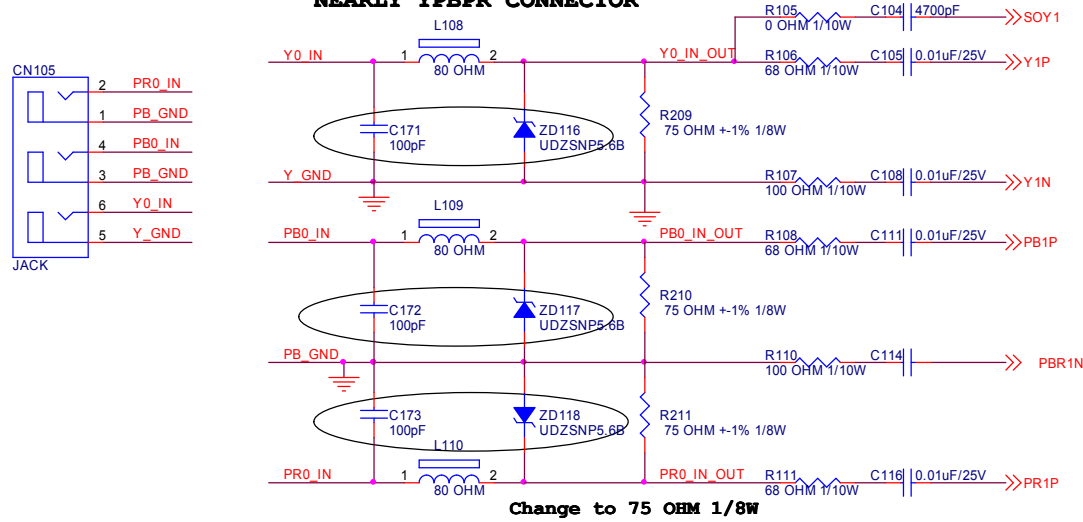 NEARLY YPBPR CONNECTOR
R105
0 OHM 1/10W
C104
4700pF
SOY1
L108
Y0_IN
1
2
80 OHM
Y0_IN_OUT
R106
68 OHM 1/10W
C105
0.01uF/25V
Y1P
CN105
2 PR0_IN
1 PB_GND
4 PB0_IN
3 PB_GND
6 Y0_IN
5 Y_GND
JACK
C171
100pF
ZD116
UDZSNP5.6B
R209
75 OHM +-1% 1/8W
Y_GND
R107
100 OHM 1/10W
C108
0.01uF/25V
Y1N
L109
PB0_IN
1
2
80 OHM
PB0_IN_OUT
R108
68 OHM 1/10W
C111
0.01uF/25V
PB1P
C172
100pF
ZD117
UDZSNP5.6B
R210
75 OHM +-1% 1/8W
PB_GND
R110
100 OHM 1/10W
C114
PBR1N
C173
100pF
ZD118
UDZSNP5.6B
R211
75 OHM +-1% 1/8W
L110
PR0_IN
1
2
80 OHM
PR0_IN_OUT
R111
68 OHM 1/10W
C116
0.01uF/25V
PR1P
Change to 75 OHM 1/8W